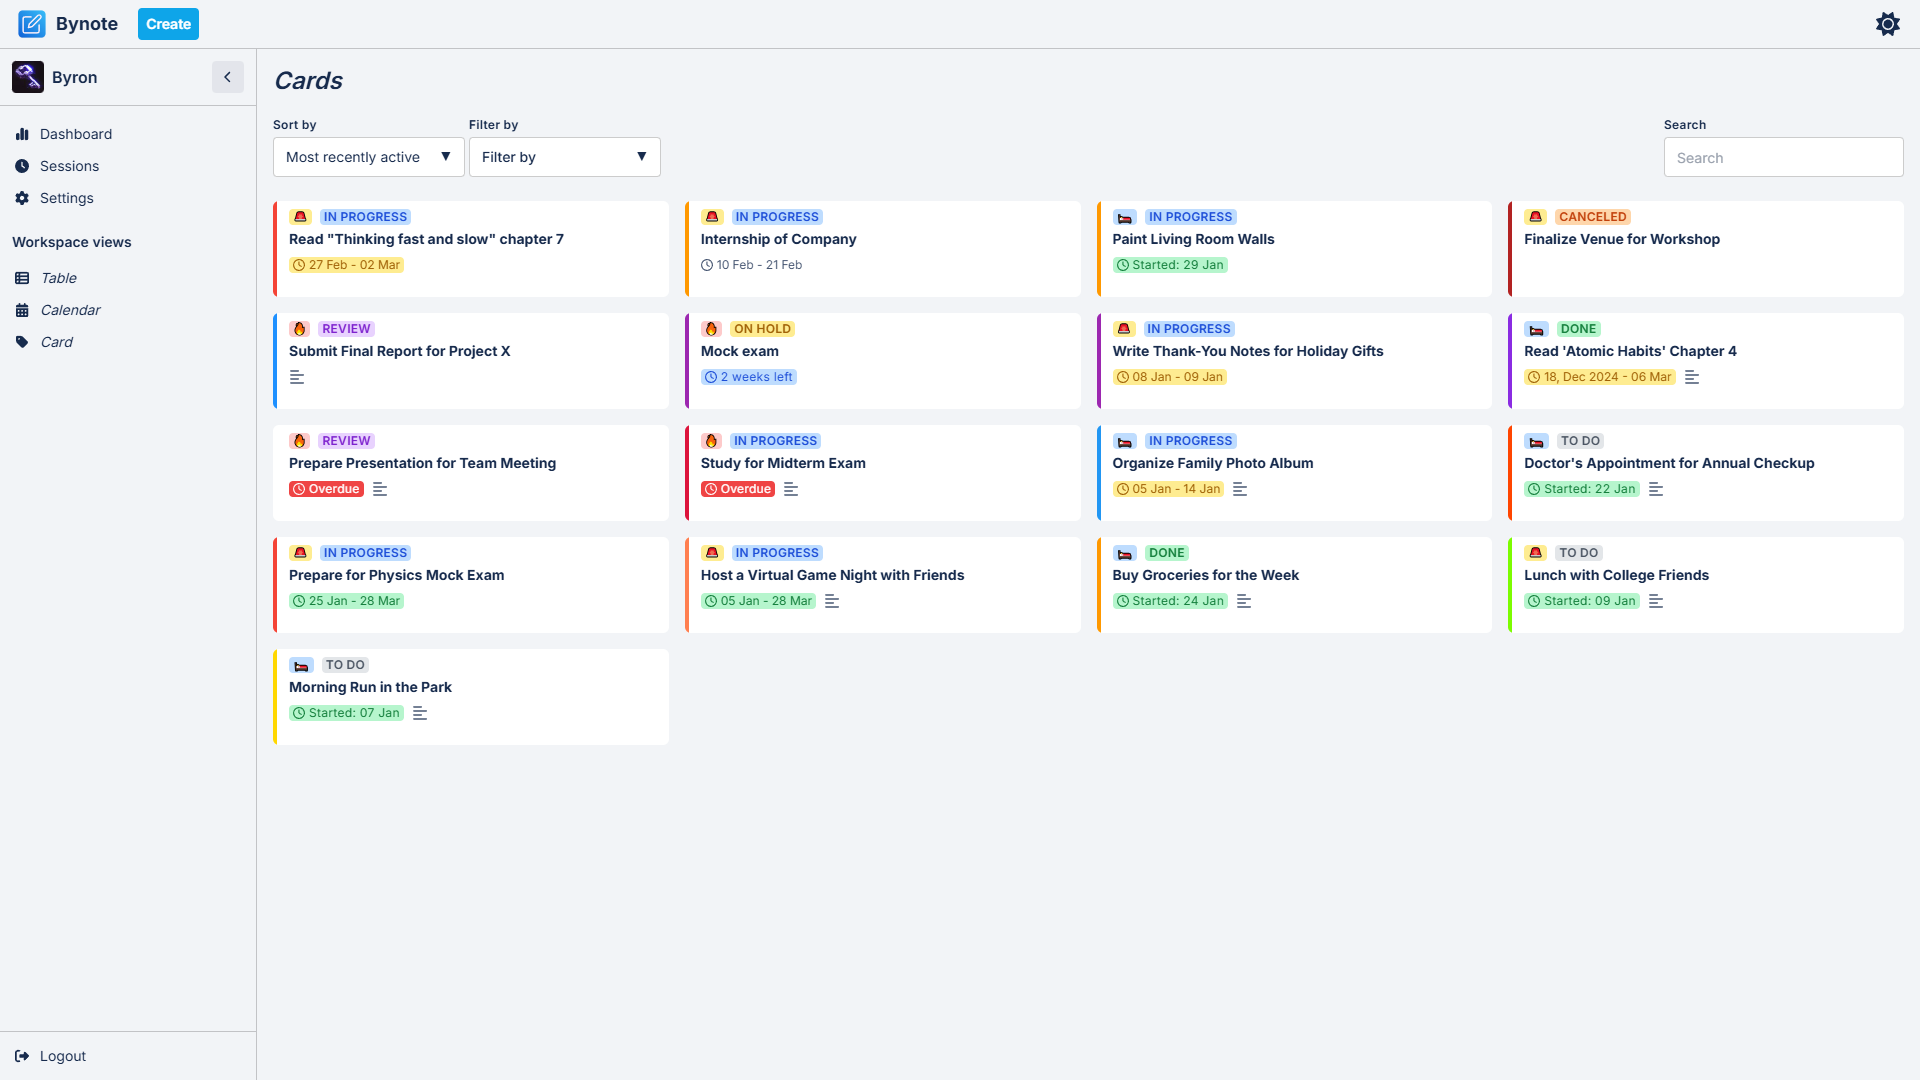 Bynote
Create
Byron
Dashboard
Sessions
Settings
Workspace views
Table
Calendar
Card
Logout
Cards
Sort by
Most recently active
Filter by
Filter by
Search
Search
IN PROGRESS
Read "Thinking fast and slow" chapter 7
27 Feb - 02 Mar
IN PROGRESS
Internship of Company
10 Feb - 21 Feb
IN PROGRESS
Paint Living Room Walls
Started: 29 Jan
CANCELED
Finalize Venue for Workshop
REVIEW
Submit Final Report for Project X
ON HOLD
Mock exam
2 weeks left
IN PROGRESS
Write Thank-You Notes for Holiday Gifts
08 Jan - 09 Jan
DONE
Read 'Atomic Habits' Chapter 4
18, Dec 2024 - 06 Mar
REVIEW
Prepare Presentation for Team Meeting
Overdue
IN PROGRESS
Study for Midterm Exam
Overdue
IN PROGRESS
Organize Family Photo Album
05 Jan - 14 Jan
TO DO
Doctor's Appointment for Annual Checkup
Started: 22 Jan
IN PROGRESS
Prepare for Physics Mock Exam
25 Jan - 28 Mar
IN PROGRESS
Host a Virtual Game Night with Friends
05 Jan - 28 Mar
DONE
Buy Groceries for the Week
Started: 24 Jan
TO DO
Lunch with College Friends
Started: 09 Jan
TO DO
Morning Run in the Park
Started: 07 Jan